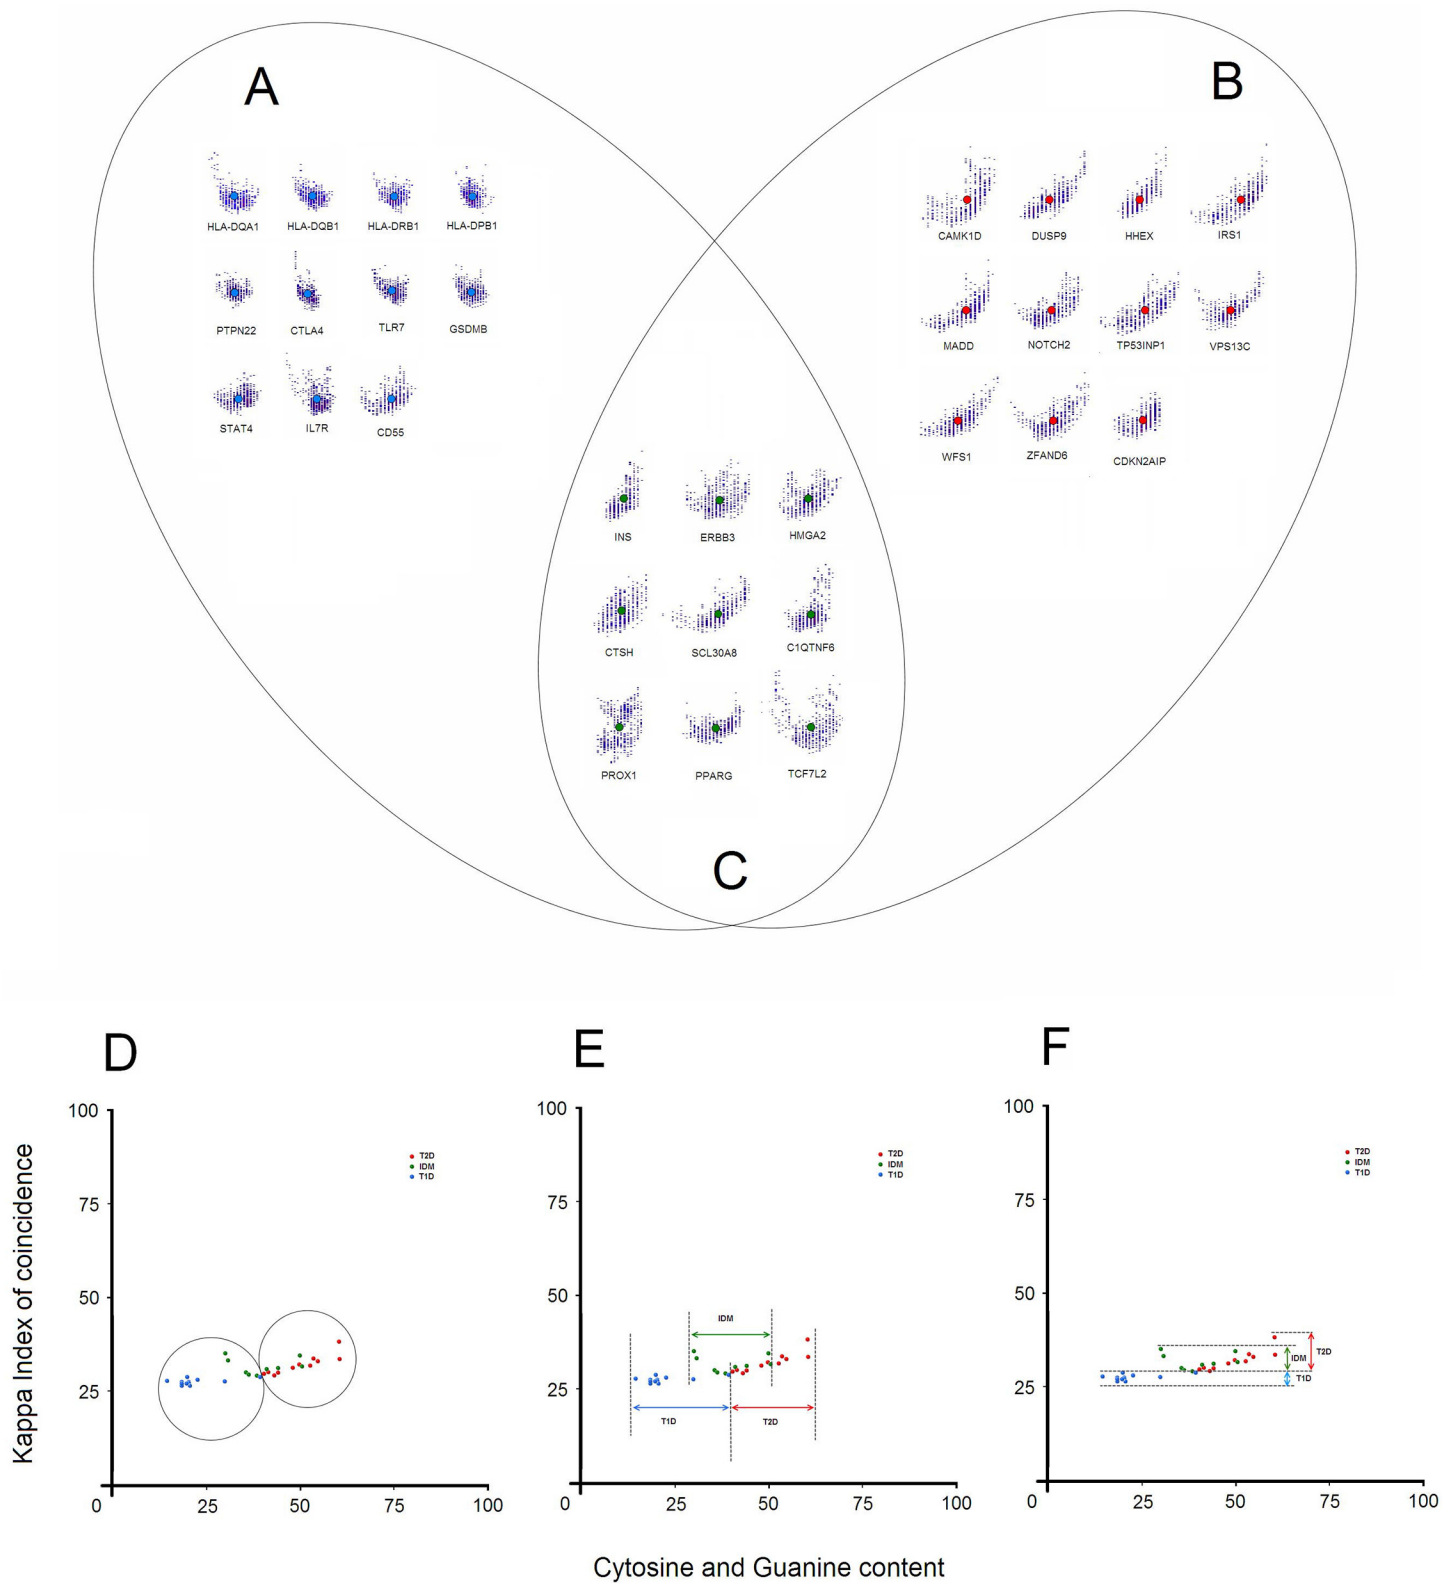 A
B
HLA-DQA1 HLA-DQB1 HLA-DRB1 HLA-DPB1
CAMK1D DUSP9 HHEX IRS1
PTPN22 CTLA4 TLR7 GSDMB
MADD NOTCH2 TP53INP1 VPS13C
STAT4 IL7R CD55
WFS1 ZFAND6 CDKN2AIP
INS ERBB3 HMGA2
CTSH SCL30A8 C1QTNF6
PROX1 PPARG TCF7L2
C
D
Kappa Index of coincidence
100
75
50
25
0 25 50 75 100
T2D
IDM
T1D
E
100
75
50
25
0 25 50 75 100
T2D
IDM
T1D
IDM
T1D T2D
F
100
75
50
25
0 25 50 75 100
T2D
IDM
T1D
T2D
IDM
T1D
Cytosine and Guanine content